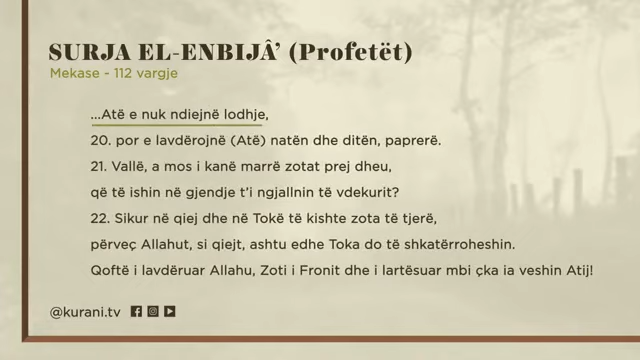 SURJA EL-ENBIJÂ’ (Profetët)
Mekase - 112 vargje
...Atë e nuk ndiejnë lodhje,
20. por e lavdërojnë (Atë) natën dhe ditën, paprerë.
21. Vallë, a mos i kanë marrë zotat prej dheu,
që të ishin në gjendje t’i ngjallnin të vdekurit?
22. Sikur në qiej dhe në Tokë të kishte zota të tjerë,
përveç Allahut, si qiejt, ashtu edhe Toka do të shkatërroheshin.
Qoftë i lavdëruar Allahu, Zoti i Fronit dhe i lartësuar mbi çka ia veshin Atij!
@kurani.tv